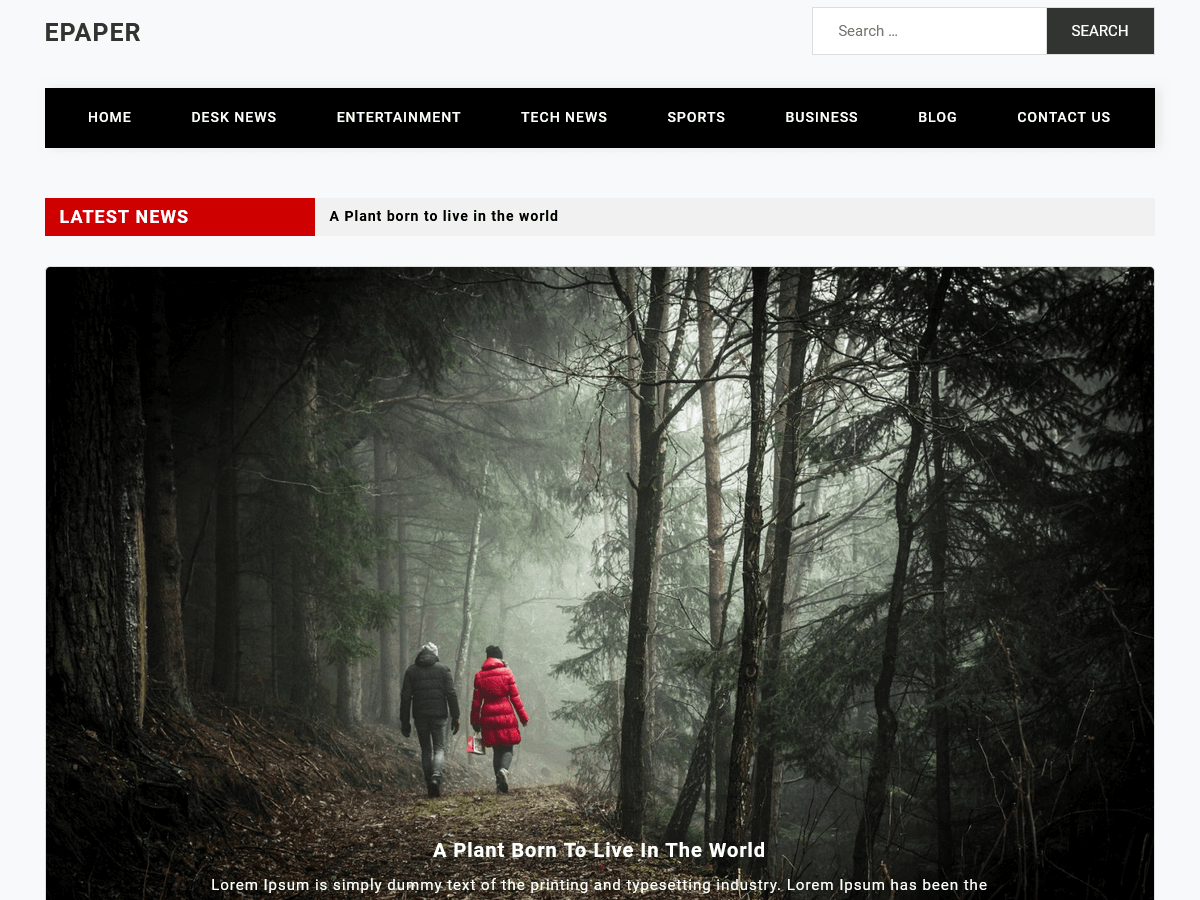 EPAPER
Search …
SEARCH
HOME DESK NEWS ENTERTAINMENT TECH NEWS SPORTS BUSINESS BLOG CONTACT US
LATEST NEWS
A Plant born to live in the world
A Plant Born To Live In The World
Lorem Ipsum is simply dummy text of the printing and typesetting industry. Lorem Ipsum has been the